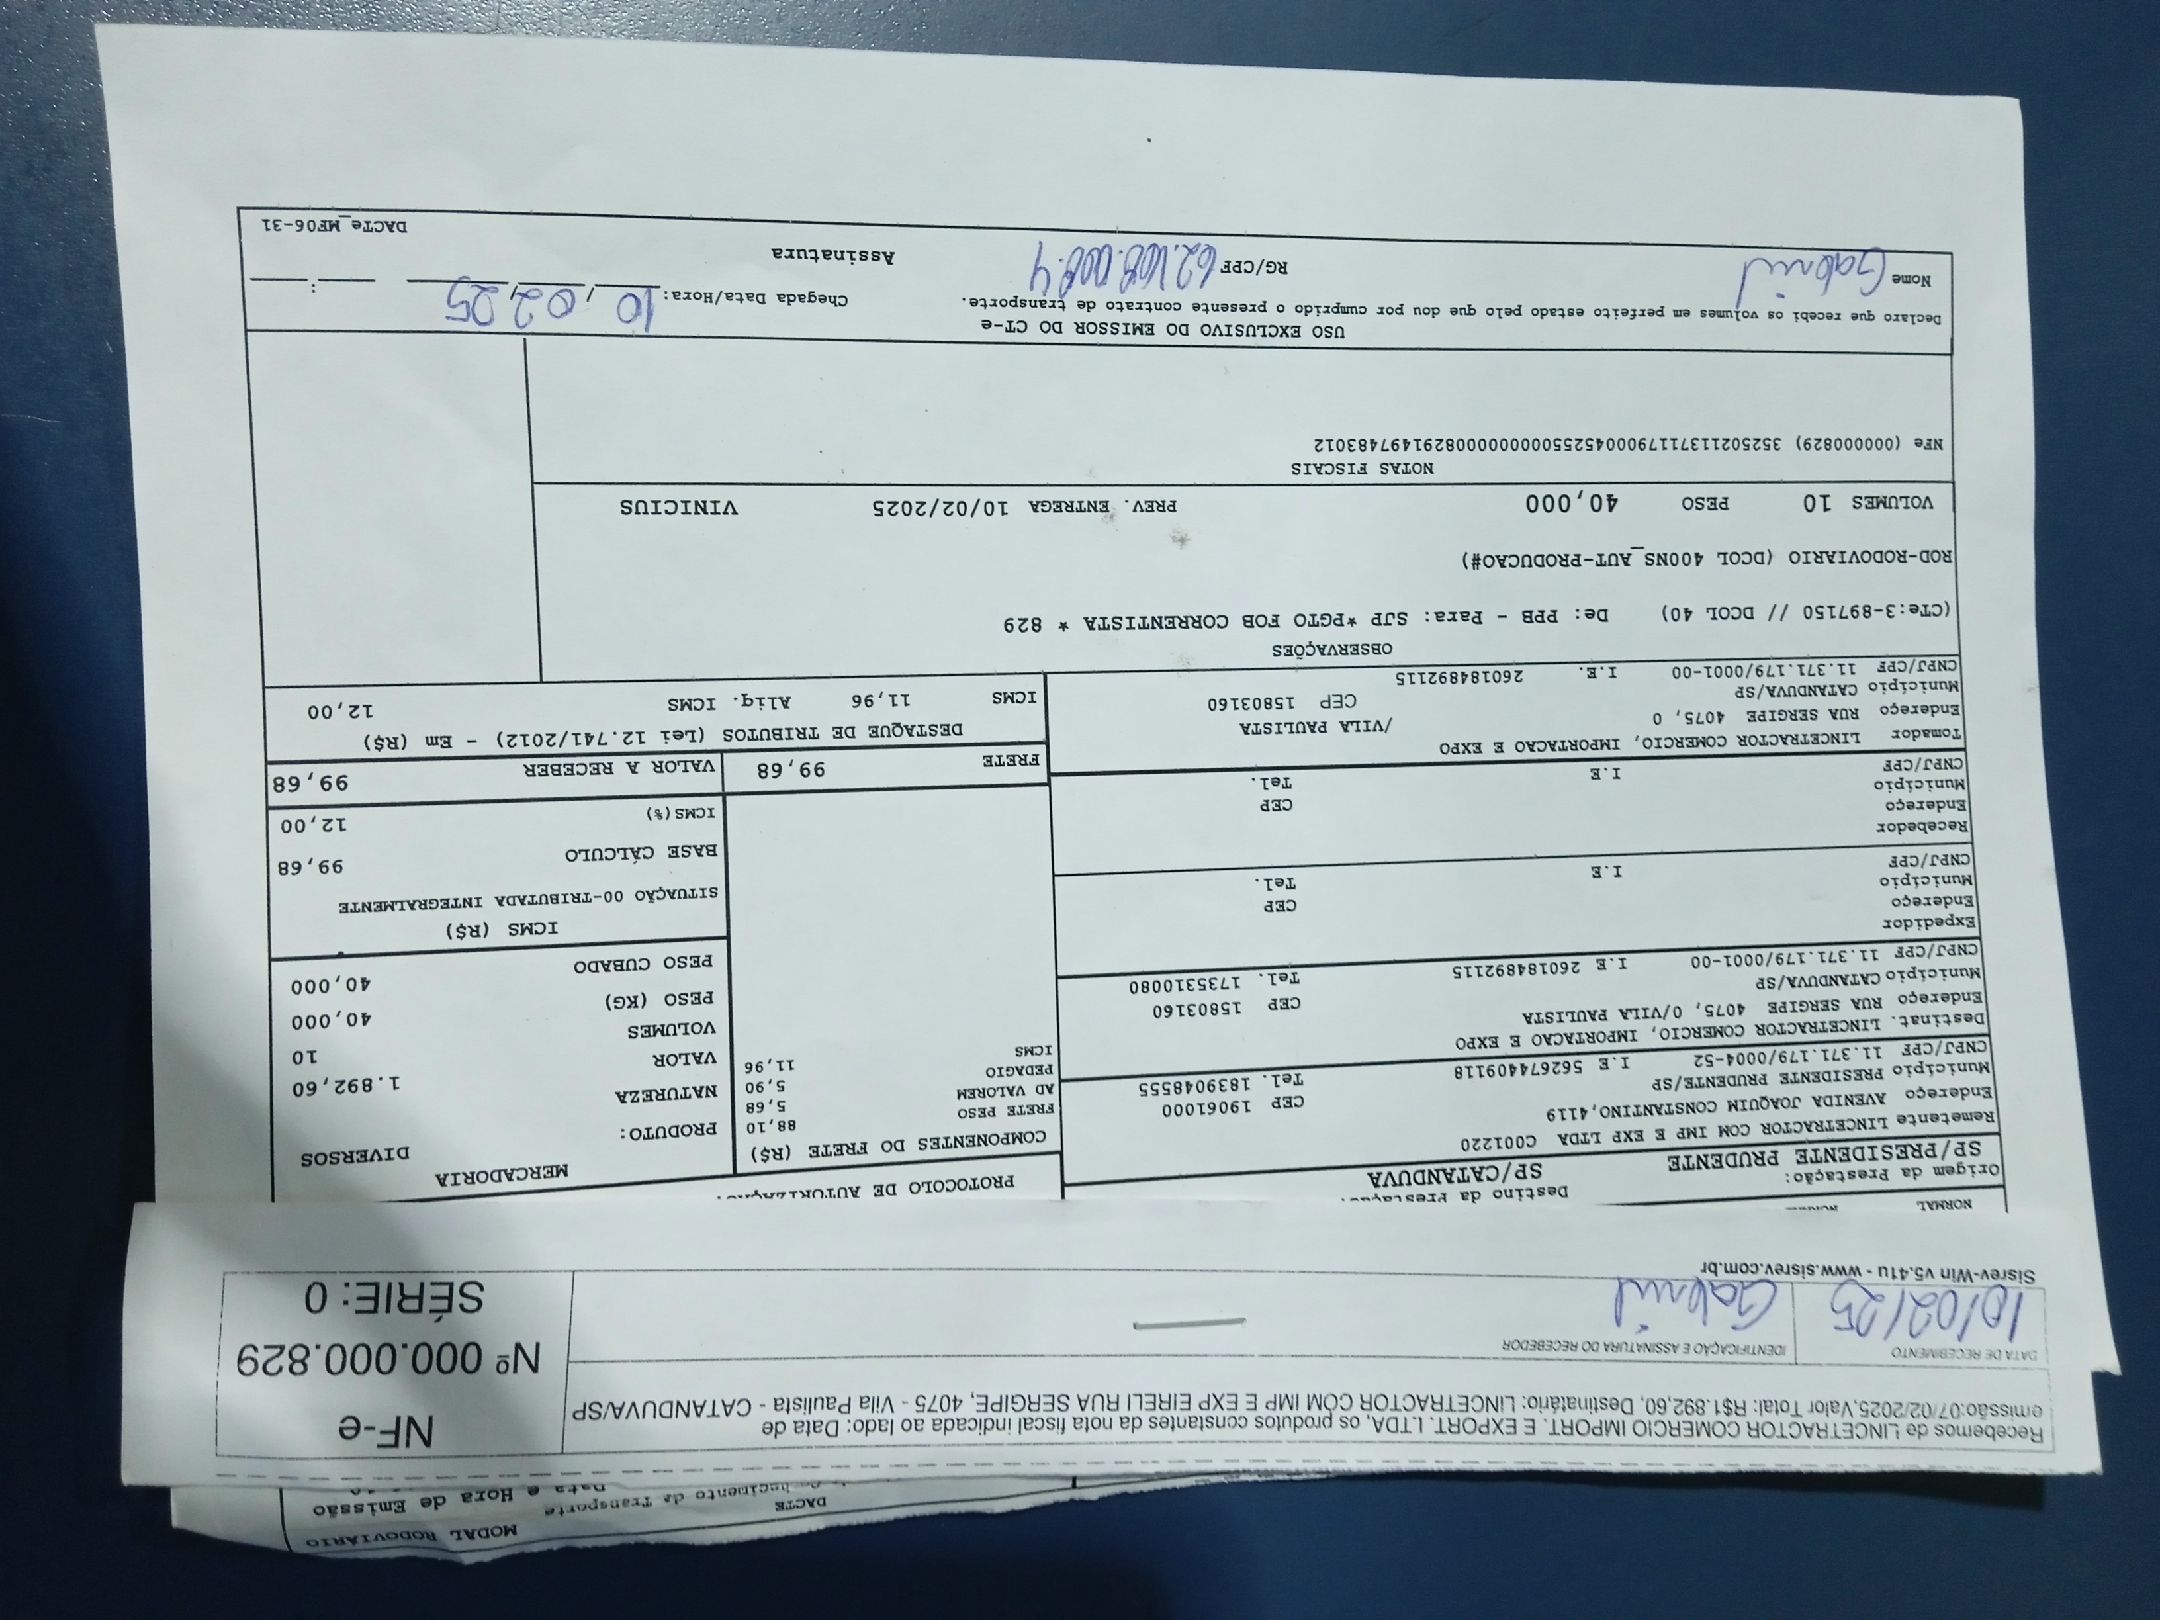 MODAL RODOVIÁRIO
DACTE
Data e Hora de Emissão
Recebemos de LINCETRACTOR COMERCIO IMPORT. E EXPORT. LTDA, os produtos constantes da nota fiscal indicada ao lado: Data de
emissão:07/02/2025,Valor Total: R$1.892,60, Destinatário: LINCETRACTOR COM IMP E EXP EIRELI RUA SERGIPE, 4075 - Vila Paulista - CATANDUVA/SP
NF-e
Nº 000.000.829
SÉRIE: 0
DATA DE RECEBIMENTO
10/02/25
IDENTIFICAÇÃO E ASSINATURA DO RECEBEDOR
Gabriel
Sisrev-Win v5.41u - www.sisrev.com.br
NORMAL
Origem da Prestação:
SP/PRESIDENTE PRUDENTE
Destino da Prestação:
SP/CATANDUVA
PROTOCOLO DE AUTORIZAÇÃO:
Remetente LINCETRACTOR COM IMP E EXP LTDA C001220
Endereço AVENIDA JOAQUIM CONSTANTINO,4119
Município PRESIDENTE PRUDENTE/SP CEP 19061000
CNPJ/CPF 11.371.179/0004-52 I.E 562674409118 Tel. 1839048555
Destinat. LINCETRACTOR COMERCIO, IMPORTACAO E EXPO
Endereço RUA SERGIPE 4075, 0/VILA PAULISTA
Município CATANDUVA/SP CEP 15803160
CNPJ/CPF 11.371.179/0001-00 I.E 260184892115 Tel. 1735310080
Expedidor
Endereço
Município CEP
CNPJ/CPF I.E Tel.
Recebedor
Endereço
Município CEP
CNPJ/CPF I.E Tel.
Tomador LINCETRACTOR COMERCIO, IMPORTACAO E EXPO
Endereço RUA SERGIPE 4075, 0 /VILA PAULISTA
Município CATANDUVA/SP CEP 15803160
CNPJ/CPF 11.371.179/0001-00 I.E. 260184892115
COMPONENTES DO FRETE (R$)
FRETE PESO 88,10
AD VALOREM 5,68
PEDAGIO 5,90
ICMS 11,96
MERCADORIA
PRODUTO: DIVERSOS
NATUREZA
VALOR 1.892,60
VOLUMES 10
PESO (KG) 40,000
PESO CUBADO 40,000
ICMS (R$)
SITUAÇÃO 00-TRIBUTADA INTEGRALMENTE
BASE CÁLCULO 99,68
ICMS(%) 12,00
FRETE 99,68 VALOR A RECEBER 99,68
DESTAQUE DE TRIBUTOS (Lei 12.741/2012) - Em (R$)
ICMS 11,96 Aliq. ICMS 12,00
OBSERVAÇÕES
(CTe:3-897150 // DCOL 40) De: PPB - Para: SJP *PGTO FOB CORRENTISTA * 829
ROD-RODOVIARIO (DCOL 400NS_AUT-PRODUCAO#)
VOLUMES 10 PESO 40,000 PREV. ENTREGA 10/02/2025 VINICIUS
NOTAS FISCAIS
NFe (00000829) 35250211371179000452550000000008291497483012
USO EXCLUSIVO DO EMISSOR DO CT-e
Declaro que recebi os volumes em perfeito estado pelo que dou por cumprido o presente contrato de transporte.
Chegada Data/Hora: 10/02/25 :
Nome Gabriel RG/CPF 62.168.008.4 Assinatura
DACTe_MF06-31